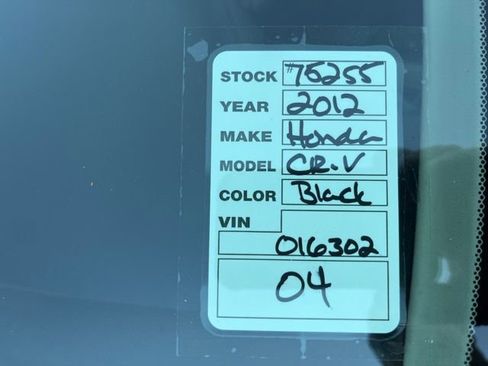 STOCK #75255
YEAR 2012
MAKE Honda
MODEL CR-V
COLOR Black
VIN
016302
04